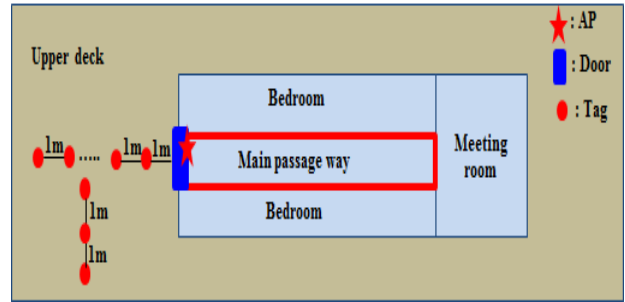 : AP
Upper deck
: Door
Bedroom
: Tag
1m ..... 1m 1m
Main passage way
Meeting
room
1m
Bedroom
1m